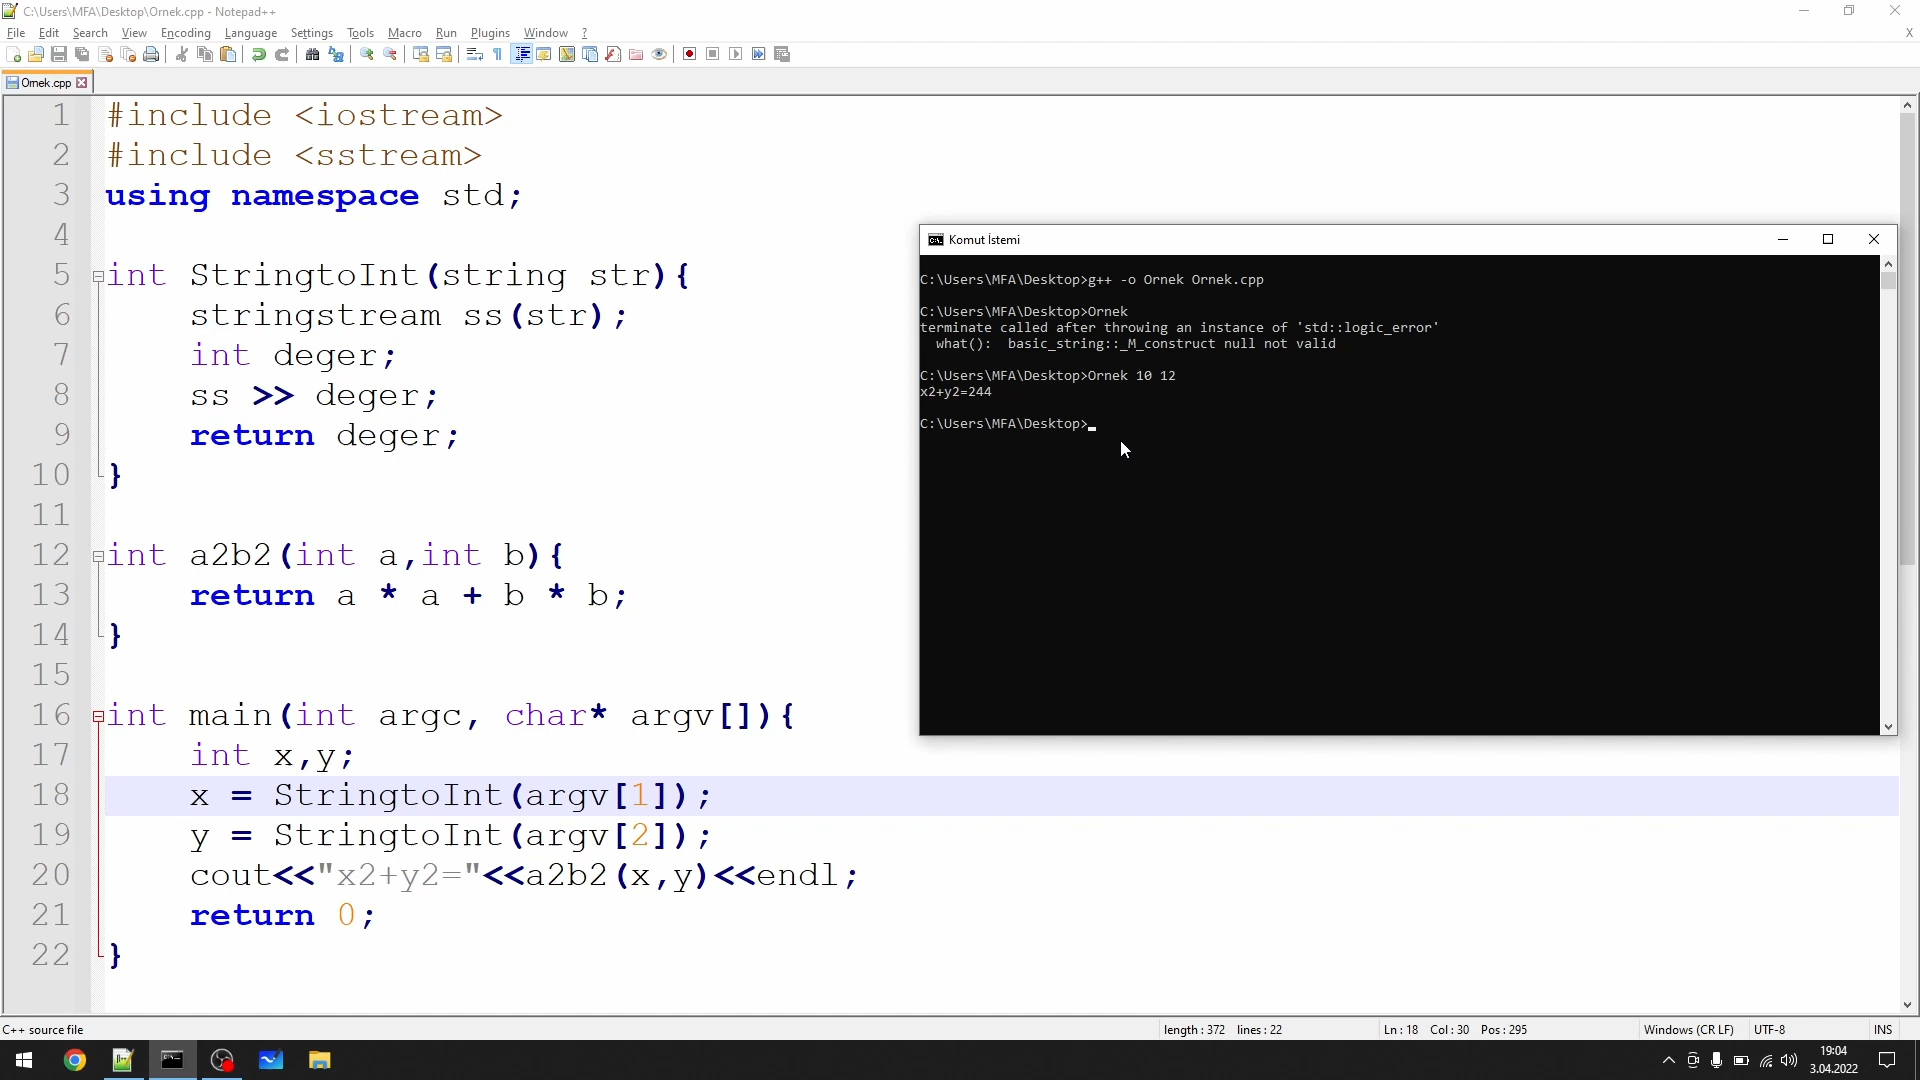 C:\Users\MFA\Desktop\Ornek.cpp - Notepad++
File Edit Search View Encoding Language Settings Tools Macro Run Plugins Window ? X
Ornek.cpp
1 #include <iostream>
2 #include <sstream>
3 using namespace std;
4
5 int StringtoInt(string str){
6 stringstream ss(str);
7 int deger;
8 ss >> deger;
9 return deger;
10 }
11
12 int a2b2(int a,int b){
13 return a * a + b * b;
14 }
15
16 int main(int argc, char* argv[]){
17 int x,y;
18 x = StringtoInt(argv[1]);
19 y = StringtoInt(argv[2]);
20 cout<<"x2+y2="<<a2b2(x,y)<<endl;
21 return 0;
22 }
Komut İstemi
C:\Users\MFA\Desktop>g++ -o Ornek Ornek.cpp
C:\Users\MFA\Desktop>Ornek
terminate called after throwing an instance of 'std::logic_error'
what(): basic_string::_M_construct null not valid
C:\Users\MFA\Desktop>Ornek 10 12
x2+y2=244
C:\Users\MFA\Desktop>
C++ source file length : 372 lines : 22 Ln : 18 Col : 30 Pos : 295 Windows (CR LF) UTF-8 INS
19:04
3.04.2022